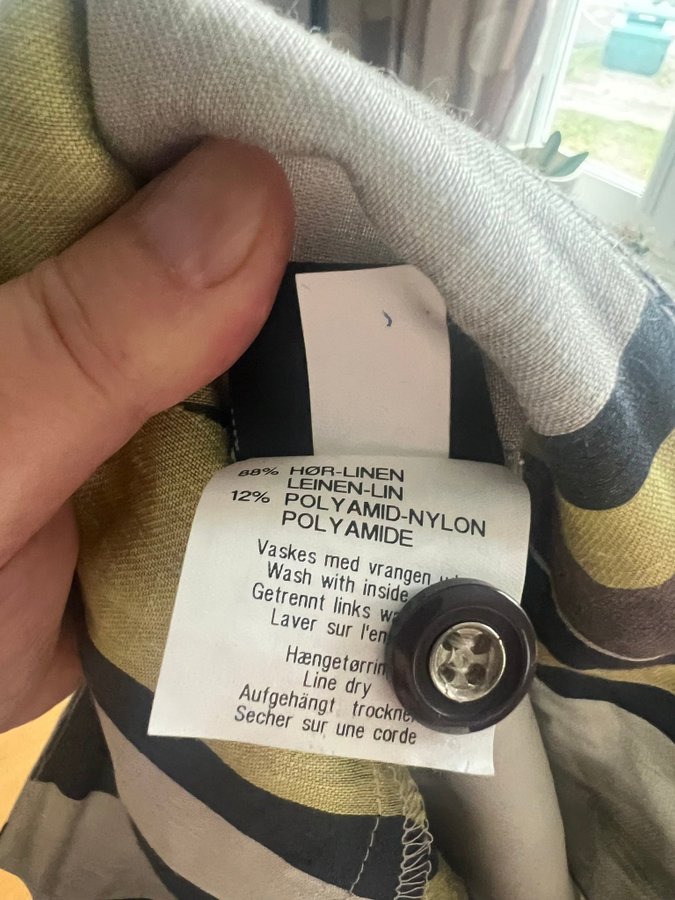 88% HØR-LINEN
LEINEN-LIN
12% POLYAMID-NYLON
POLYAMIDE
Vaskes med vrangen
Wash with inside
Getrennt links
Laver sur
Hængetørrin
Line dry
Aufgehängt trockne
Secher sur une corde